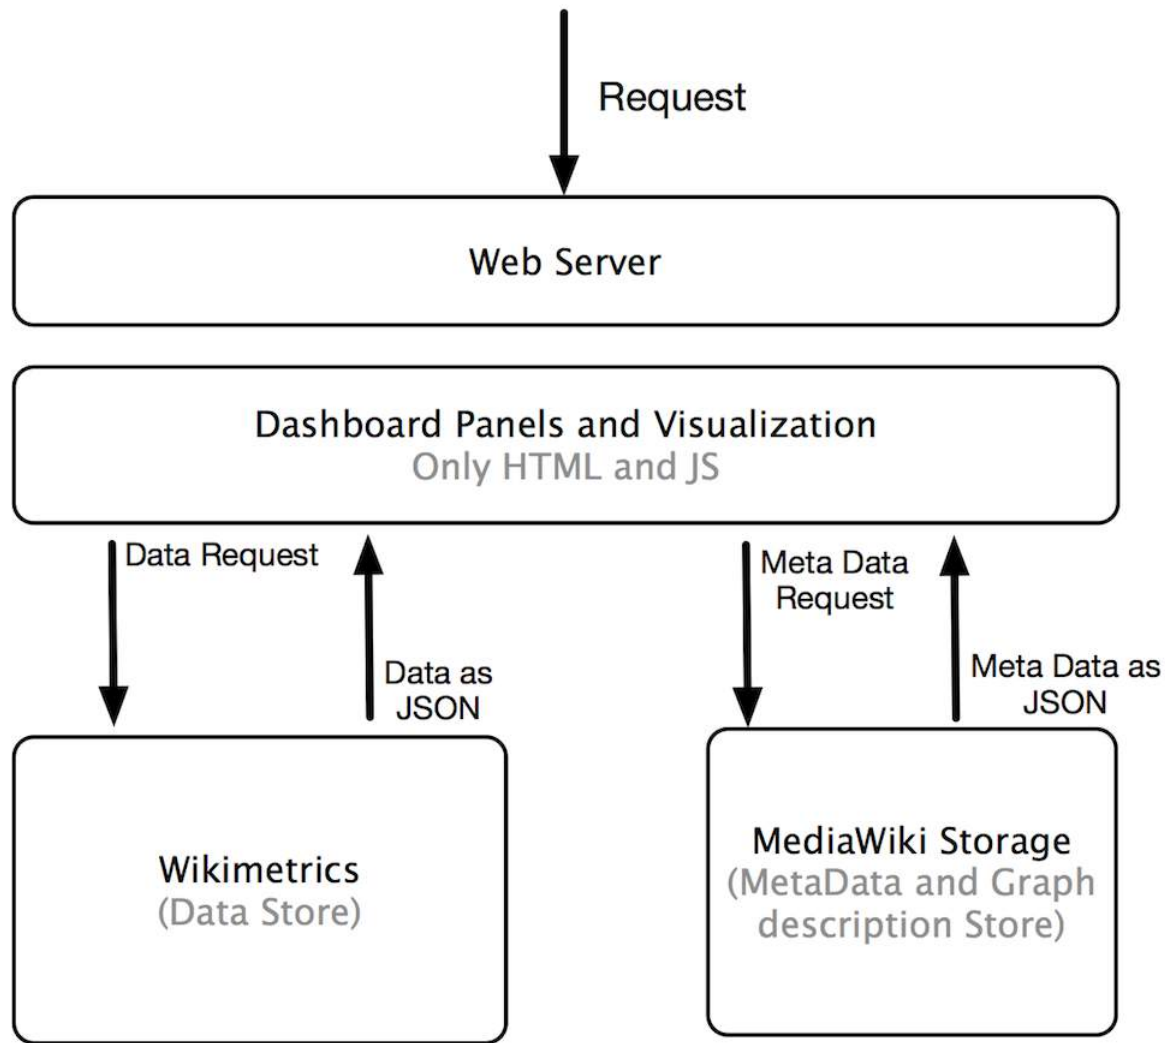 Request
Web Server
Dashboard Panels and Visualization
Only HTML and JS
Data Request
Data as
JSON
Meta Data
Request
Meta Data as
JSON
Wikimetrics
(Data Store)
MediaWiki Storage
(MetaData and Graph
description Store)